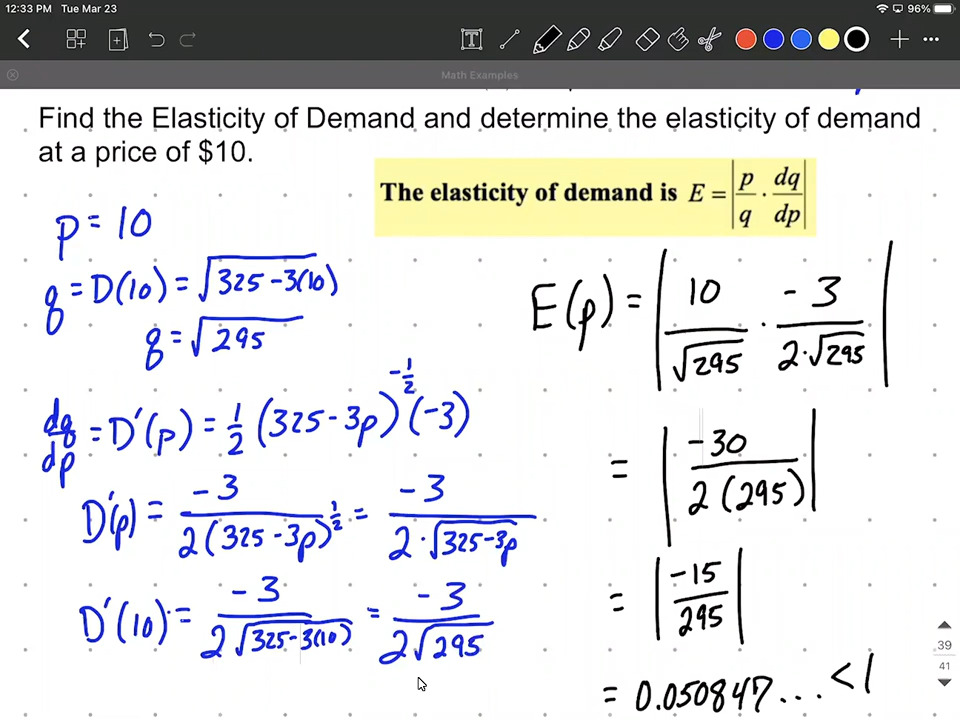 12:33 PM Tue Mar 23
96%
Math Examples
Find the Elasticity of Demand and determine the elasticity of demand
at a price of $10.
The elasticity of demand is E = |p/q · dq/dp|
p = 10
q = D(10) = √(325 - 3(10))
q = √295
dq/dp = D'(p) = 1/2 (325 - 3p)^(-1/2) (-3)
D'(p) = -3 / 2(325 - 3p)^(1/2) = -3 / 2·√(325-3p)
D'(10) = -3 / 2√(325-3(10)) = -3 / 2√295
E(p) = |10/√295 · -3/2·√295|
= |-30 / 2(295)|
= |-15/295|
= 0.050847... <1
39
41